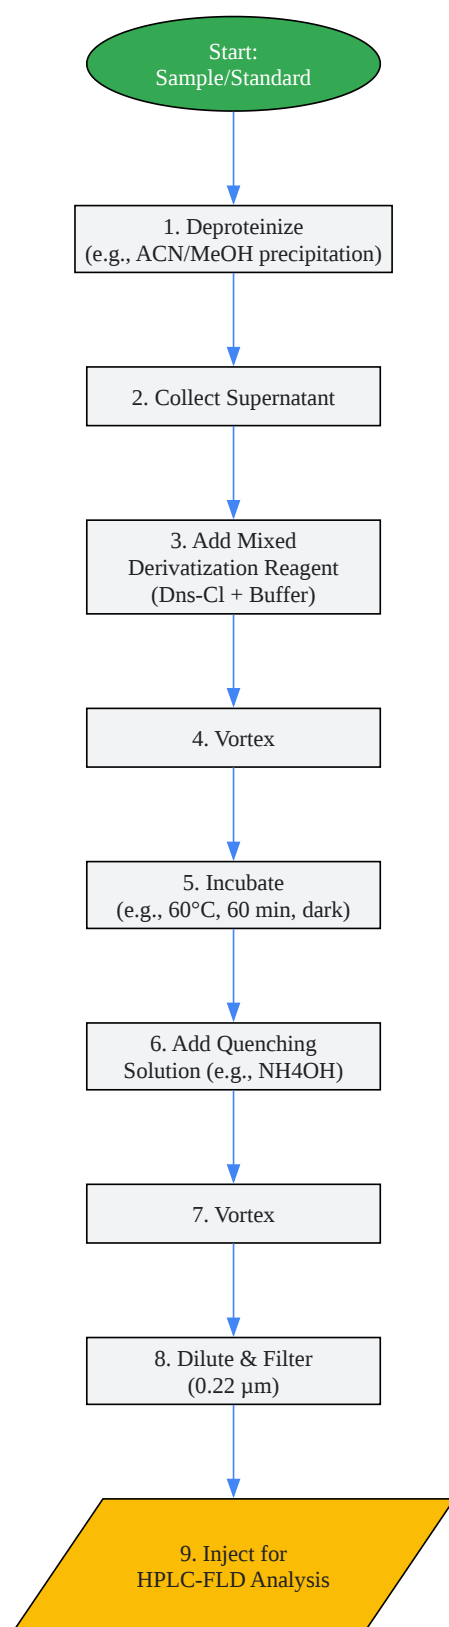 Start:
Sample/Standard
1. Deproteinize
(e.g., ACN/MeOH precipitation)
2. Collect Supernatant
3. Add Mixed
Derivatization Reagent
(Dns-Cl + Buffer)
4. Vortex
5. Incubate
(e.g., 60°C, 60 min, dark)
6. Add Quenching
Solution (e.g., NH4OH)
7. Vortex
8. Dilute & Filter
(0.22 µm)
9. Inject for
HPLC-FLD Analysis